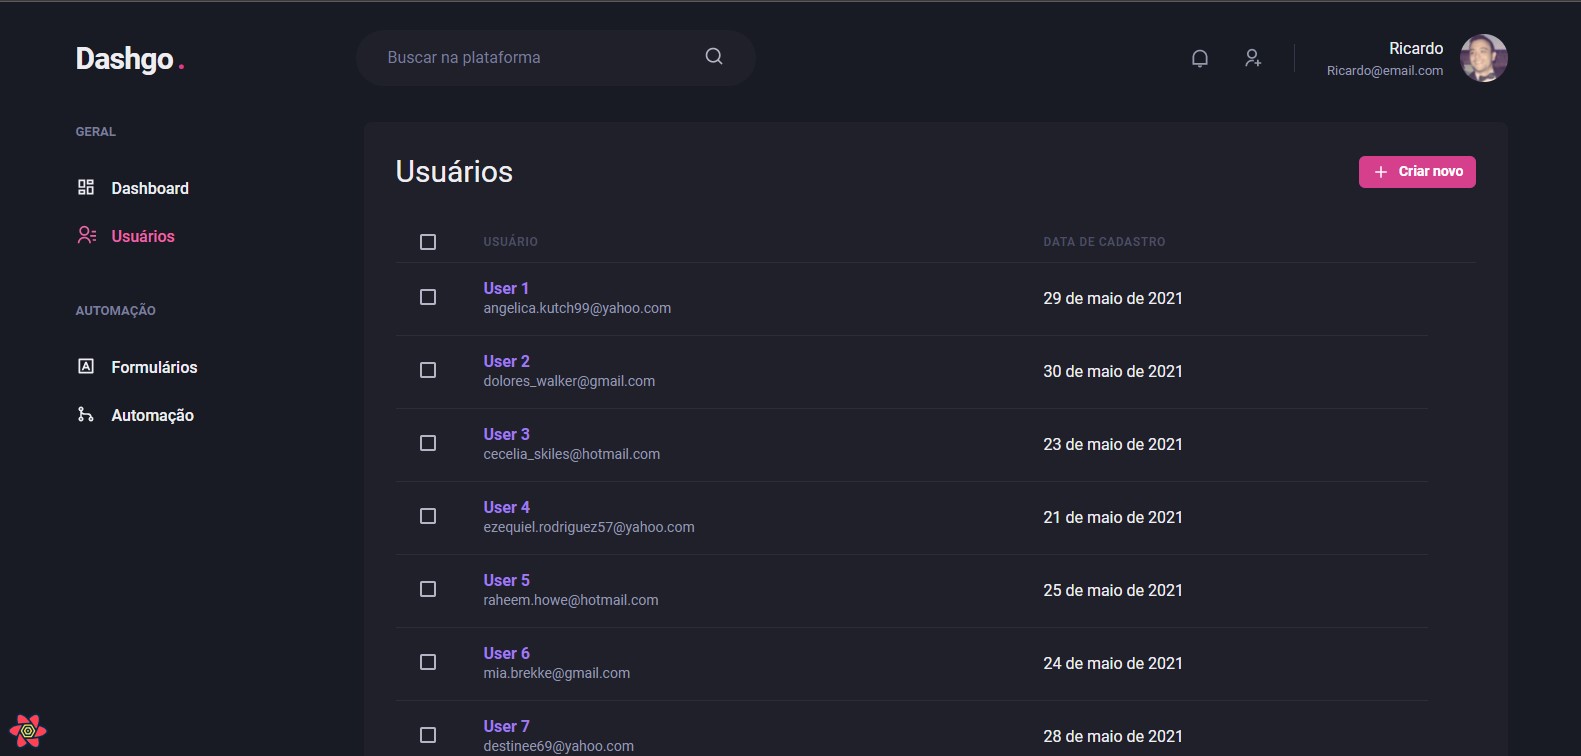 Dashgo.
Buscar na plataforma
Ricardo
Ricardo@email.com
GERAL
Dashboard
Usuários
AUTOMAÇÃO
Formulários
Automação
Usuários
Criar novo
USUÁRIO DATA DE CADASTRO
User 1
angelica.kutch99@yahoo.com
29 de maio de 2021
User 2
dolores_walker@gmail.com
30 de maio de 2021
User 3
cecelia_skiles@hotmail.com
23 de maio de 2021
User 4
ezequiel.rodriguez57@yahoo.com
21 de maio de 2021
User 5
raheem.howe@hotmail.com
25 de maio de 2021
User 6
mia.brekke@gmail.com
24 de maio de 2021
User 7
destinee69@yahoo.com
28 de maio de 2021